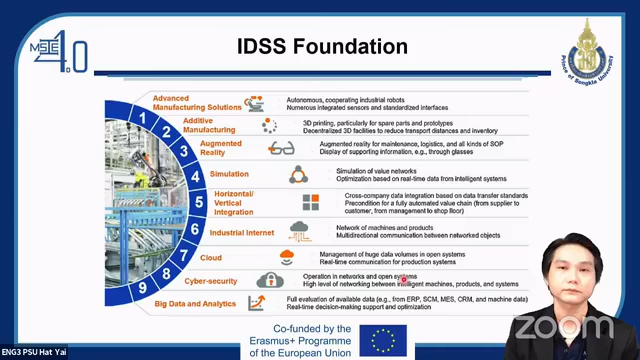 MSIE
4.0
IDSS Foundation
Prince of Songkla University
1
Advanced
Manufacturing Solutions
Autonomous, cooperating industrial robots
Numerous integrated sensors and standardized interfaces
2
Additive
Manufacturing
3D printing, particularly for spare parts and prototypes
Decentralized 3D facilities to reduce transport distances and inventory
3
Augmented
Reality
Augmented reality for maintenance, logistics, and all kinds of SOP
Display of supporting information, e.g., through glasses
4
Simulation
Simulation of value networks
Optimization based on real-time data from intelligent systems
5
Horizontal/
Vertical
Integration
Cross-company data integration based on data transfer standards
Precondition for a fully automated value chain (from supplier to
customer, from management to shop floor)
6
Industrial Internet
Network of machines and products
Multidirectional communication between networked objects
7
Cloud
Management of huge data volumes in open systems
Real-time communication for production systems
8
Cyber-security
Operation in networks and open systems
High level of networking between intelligent machines, products, and systems
9
Big Data and Analytics
Full evaluation of available data (e.g., from ERP, SCM, MES, CRM, and machine data)
Real-time decision-making support and optimization
Co-funded by the
Erasmus+ Programme
of the European Union
zoom
ENG3 PSU Hat Yai